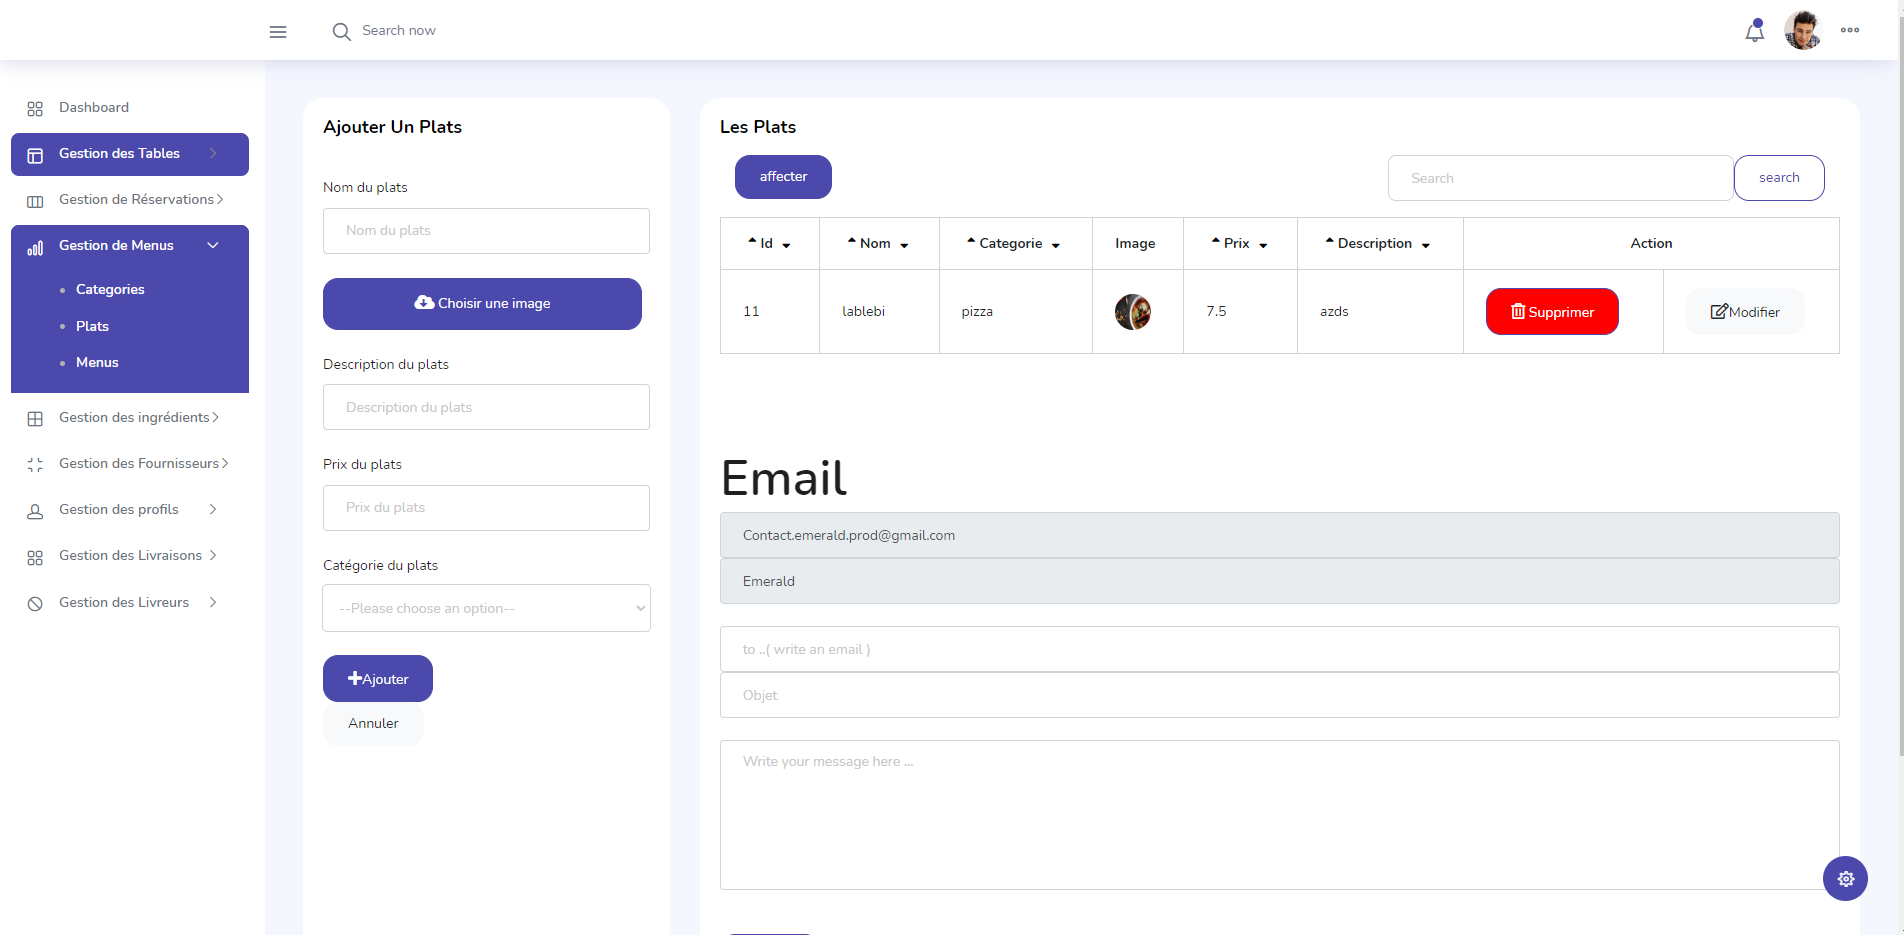 Search now
Dashboard
Gestion des Tables
Gestion de Réservations
Gestion de Menus
Categories
Plats
Menus
Gestion des ingrédients
Gestion des Fournisseurs
Gestion des profils
Gestion des Livraisons
Gestion des Livreurs
Ajouter Un Plats
Nom du plats
Nom du plats
Choisir une image
Description du plats
Description du plats
Prix du plats
Prix du plats
Catégorie du plats
--Please choose an option--
Ajouter
Annuler
Les Plats
affecter
Search
search
Id Nom Categorie Image Prix Description Action
11 lablebi pizza 7.5 azds Supprimer Modifier
Email
Contact.emerald.prod@gmail.com
Emerald
to ..( write an email )
Objet
Write your message here ...